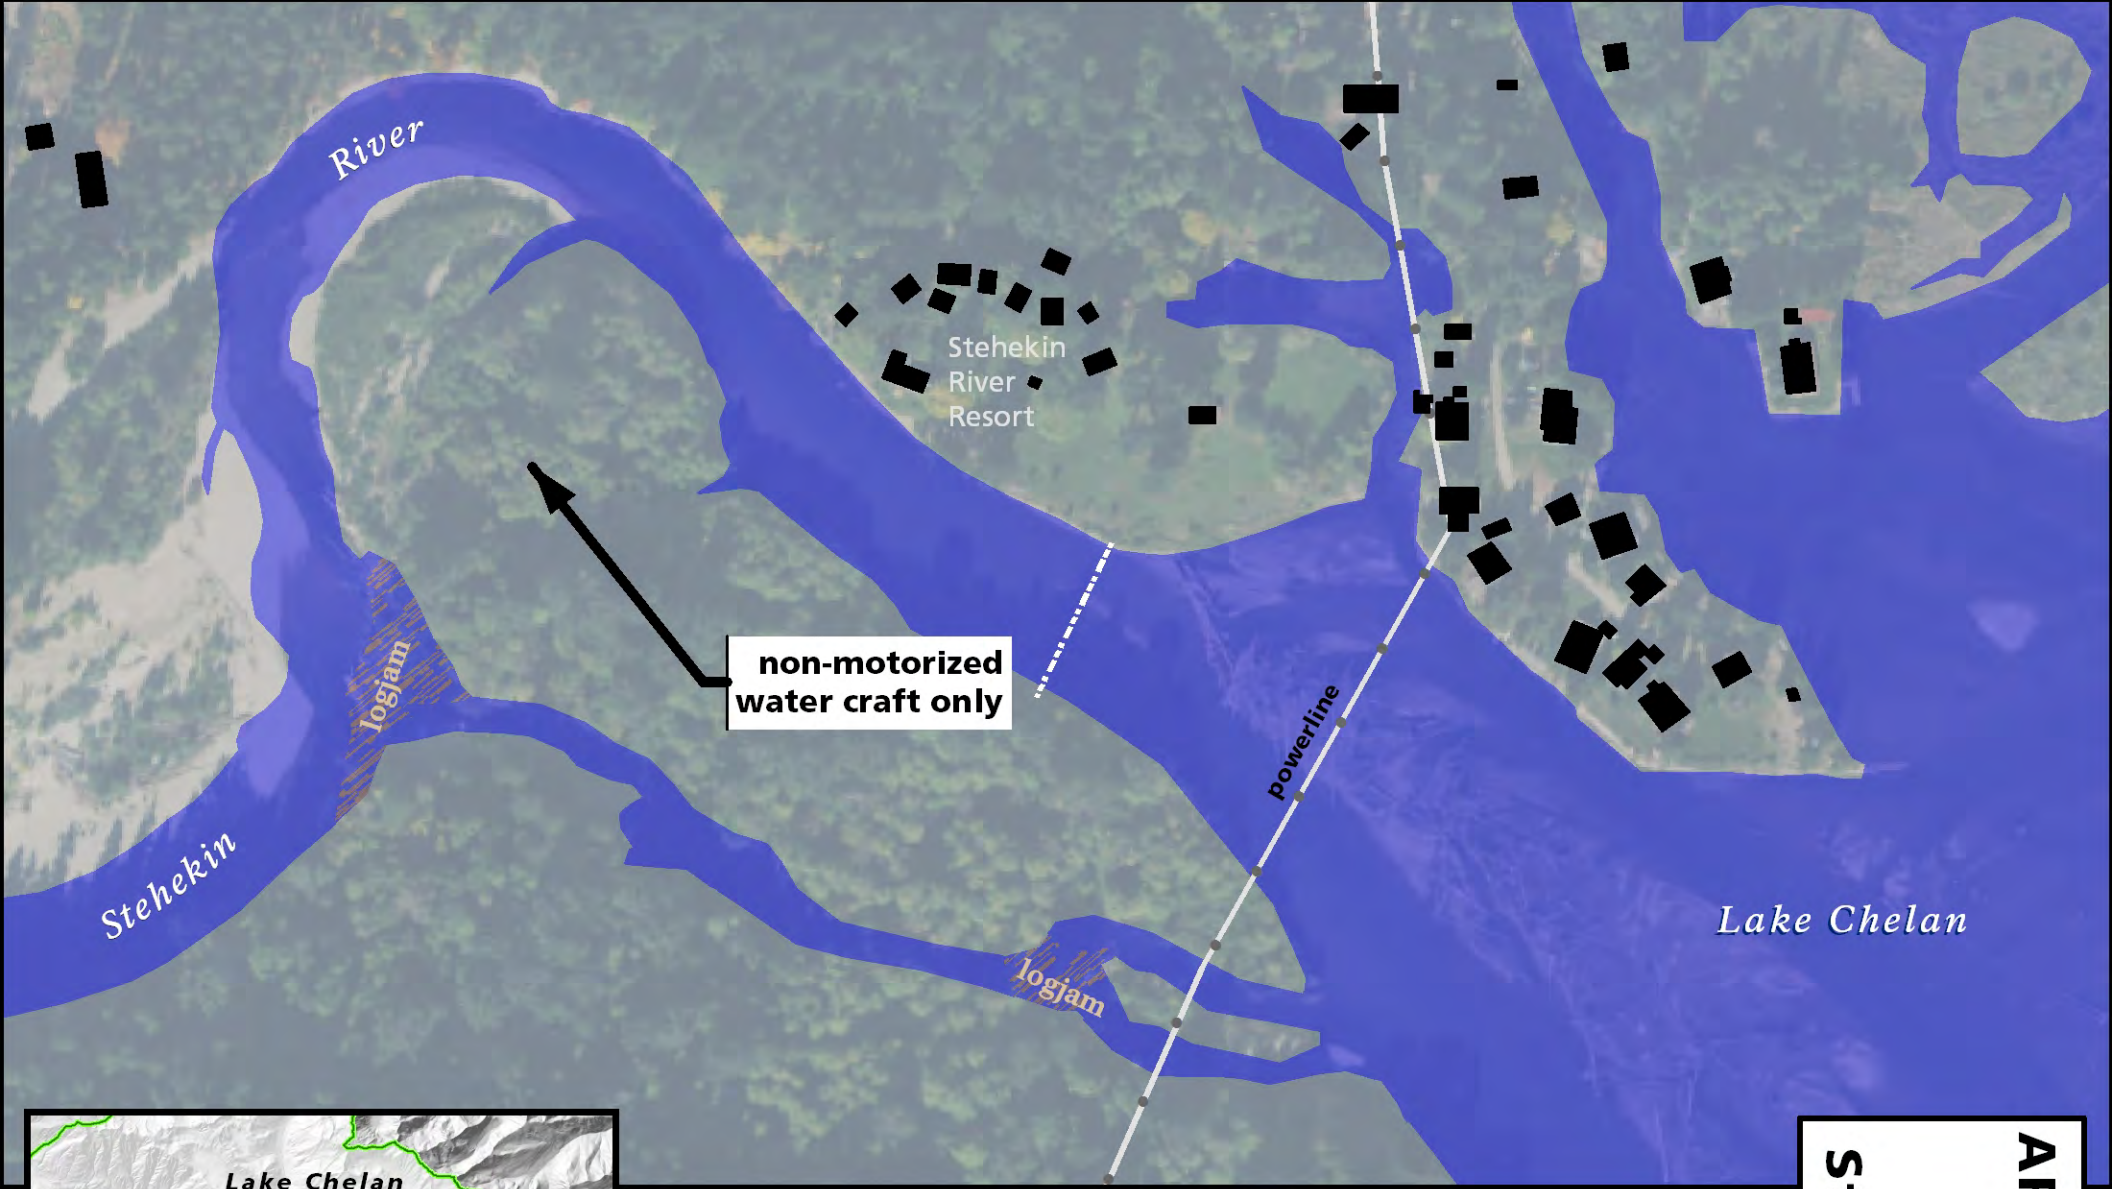 River
Stehekin
River
Resort
non-motorized
water craft only
logjam
powerline
Stehekin
Lake Chelan
logjam
Lake Chelan